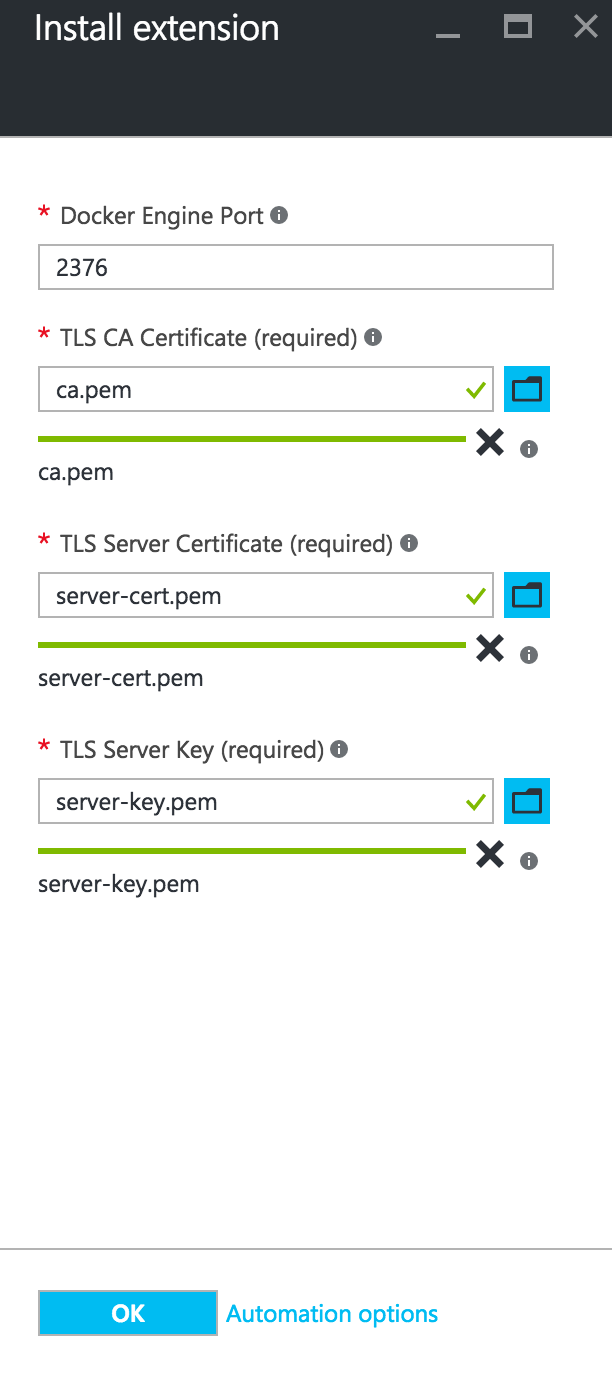 Install extension
* Docker Engine Port
2376
* TLS CA Certificate (required)
ca.pem
ca.pem
* TLS Server Certificate (required)
server-cert.pem
server-cert.pem
* TLS Server Key (required)
server-key.pem
server-key.pem
OK Automation options